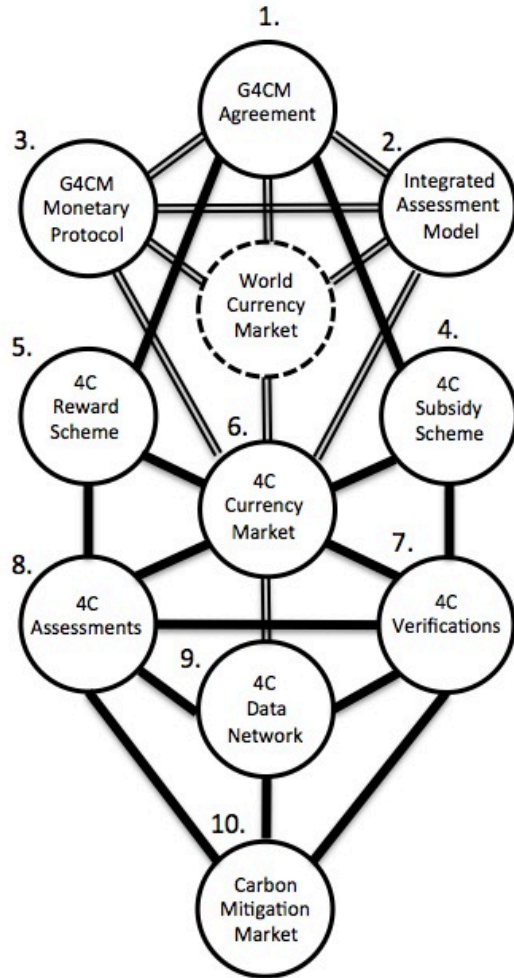 1.
G4CM
Agreement
3.
G4CM
Monetary
Protocol
2.
Integrated
Assessment
Model
World
Currency
Market
5.
4C
Reward
Scheme
4.
4C
Subsidy
Scheme
6.
4C
Currency
Market
8.
4C
Assessments
7.
4C
Verifications
9.
4C
Data
Network
10.
Carbon
Mitigation
Market